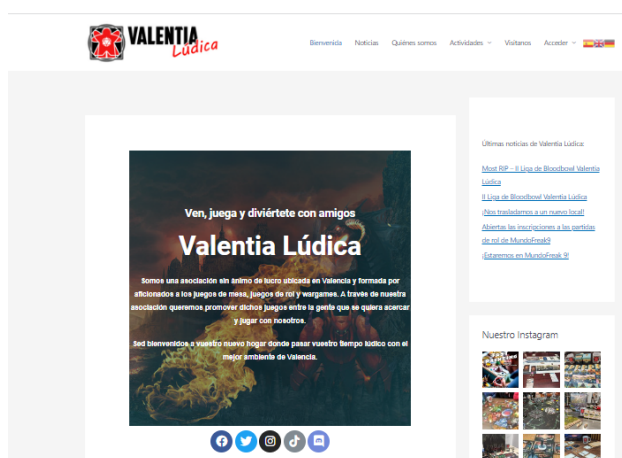 VALENTIA
Lúdica
Bienvenida Noticias Quiénes somos Actividades Visítanos Acceder
Ven, juega y diviértete con amigos
Valentia Lúdica
Somos una asociación sin ánimo de lucro ubicada en Valencia y formada por
aficionados a los juegos de mesa, juegos de rol y wargames. A través de nuestra
asociación queremos promover dichos juegos entre la gente que se quiera acercar
y jugar con nosotros.
Sed bienvenidos a vuestro nuevo hogar donde pasar vuestro tiempo lúdico con el
mejor ambiente de Valencia.
Últimas noticias de Valentia Lúdica:
Most RIP – II Liga de Bloodbowl Valentia
Lúdica
II Liga de Bloodbowl Valentia Lúdica
¡Nos trasladamos a un nuevo local!
Abiertas las inscripciones a las partidas
de rol de MundoFreak9
¡Estaremos en MundoFreak 9!
Nuestro Instagram